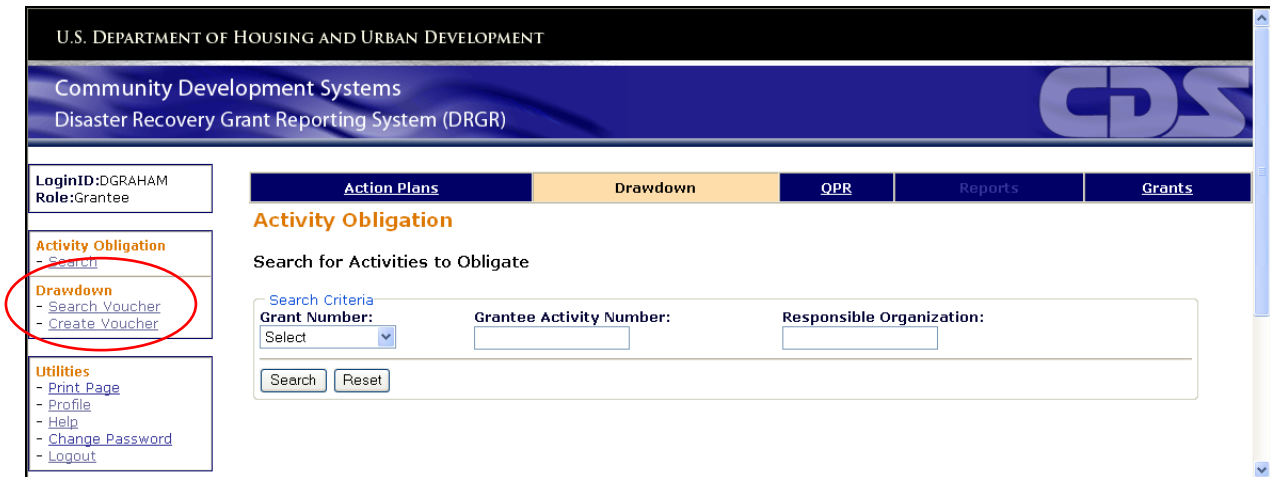 U.S. DEPARTMENT OF HOUSING AND URBAN DEVELOPMENT
Community Development Systems
Disaster Recovery Grant Reporting System (DRGR)
CDS
LoginID:DGRAHAM
Role:Grantee
Action Plans Drawdown QPR Reports Grants
Activity Obligation
- Search
Drawdown
- Search Voucher
- Create Voucher
Utilities
- Print Page
- Profile
- Help
- Change Password
- Logout
Activity Obligation
Search for Activities to Obligate
Search Criteria
Grant Number: Grantee Activity Number: Responsible Organization:
Select
Search Reset